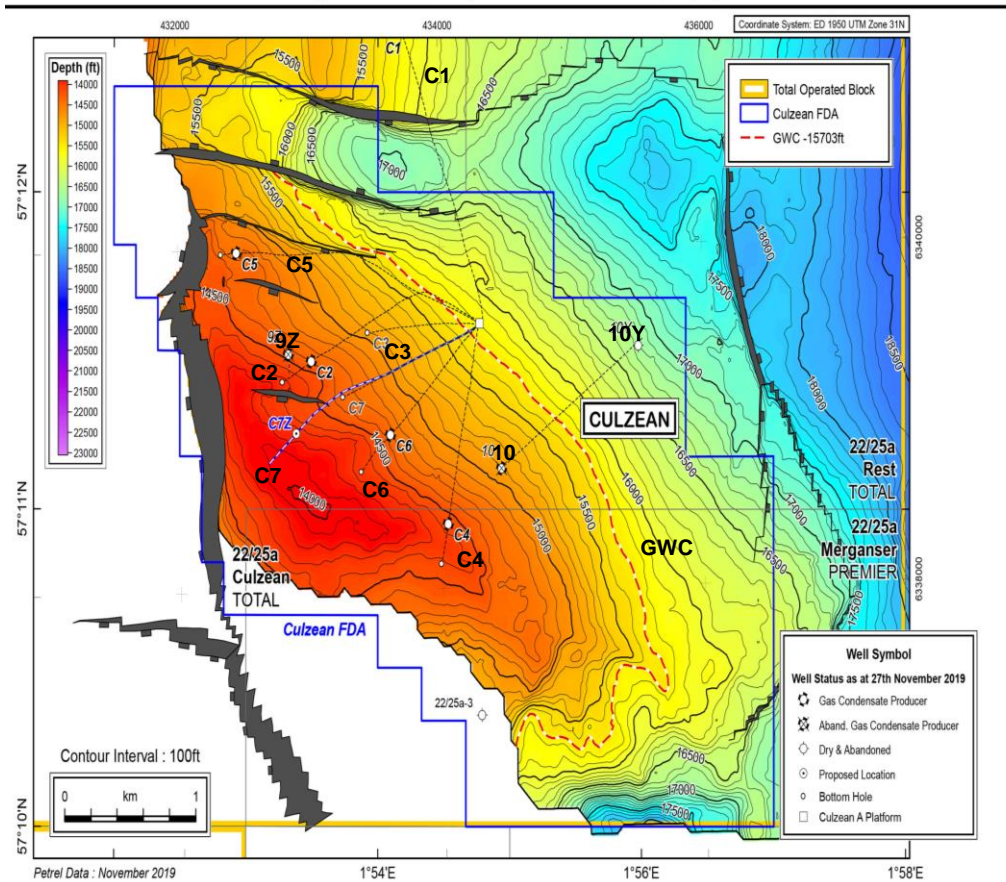 432000
434000
436000
Coordinate System: ED 1950 UTM Zone 31N
Depth (ft)
14000
15000
16000
17000
18000
19000
20000
21000
22000
23000
Total Operated Block
Culzean FDA
GWC -15703ft
C1
C1
15500
15500
15500
16500
16000
16500
17000
57°12'N
15500
6340000
18000
17500
C5
C5
14500
9Z
C3
C3
10Y
17000
18000
18500
C2
C2
C7
CULZEAN
C7Z
14500
C6
10
10
16500
22/25a
Rest
TOTAL
C7
C6
14000
16000
15500
17000
57°11'N
15000
C4
C4
GWC
16500
22/25a
Merganser
PREMIER
22/25a
Culzean
TOTAL
6338000
17500
Culzean FDA
22/25a-3
Well Symbol
Well Status as at 27th November 2019
Gas Condensate Producer
Aband. Gas Condensate Producer
Dry & Abandoned
Proposed Location
Bottom Hole
Culzean A Platform
Contour Interval : 100ft
0 km 1
16500
17000
17500
57°10'N
Petrel Data : November 2019
1°54'E
1°56'E
1°58'E